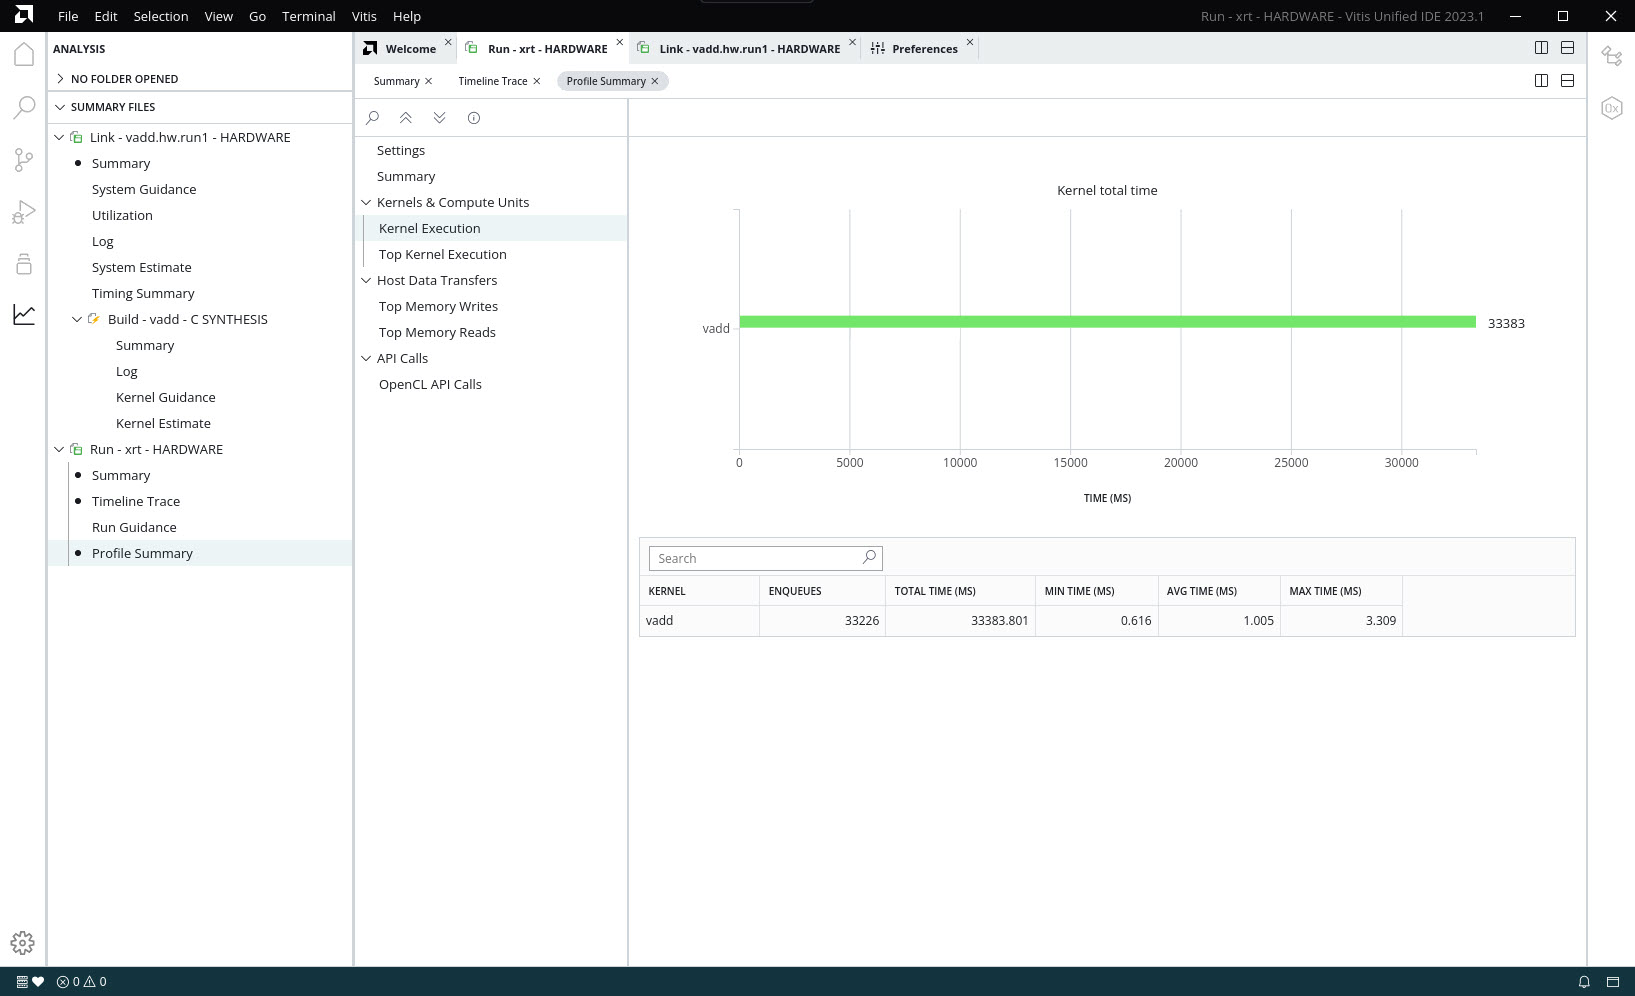 File Edit Selection View Go Terminal Vitis Help
Run - xrt - HARDWARE - Vitis Unified IDE 2023.1
ANALYSIS
NO FOLDER OPENED
SUMMARY FILES
Link - vadd.hw.run1 - HARDWARE
Summary
System Guidance
Utilization
Log
System Estimate
Timing Summary
Build - vadd - C SYNTHESIS
Summary
Log
Kernel Guidance
Kernel Estimate
Run - xrt - HARDWARE
Summary
Timeline Trace
Run Guidance
Profile Summary
Welcome Run - xrt - HARDWARE Link - vadd.hw.run1 - HARDWARE Preferences
Summary Timeline Trace Profile Summary
Settings
Summary
Kernels & Compute Units
Kernel Execution
Top Kernel Execution
Host Data Transfers
Top Memory Writes
Top Memory Reads
API Calls
OpenCL API Calls
Kernel total time
vadd 33383
0 5000 10000 15000 20000 25000 30000
TIME (MS)
Search
KERNEL ENQUEUES TOTAL TIME (MS) MIN TIME (MS) AVG TIME (MS) MAX TIME (MS)
vadd 33226 33383.801 0.616 1.005 3.309
0x
0 0